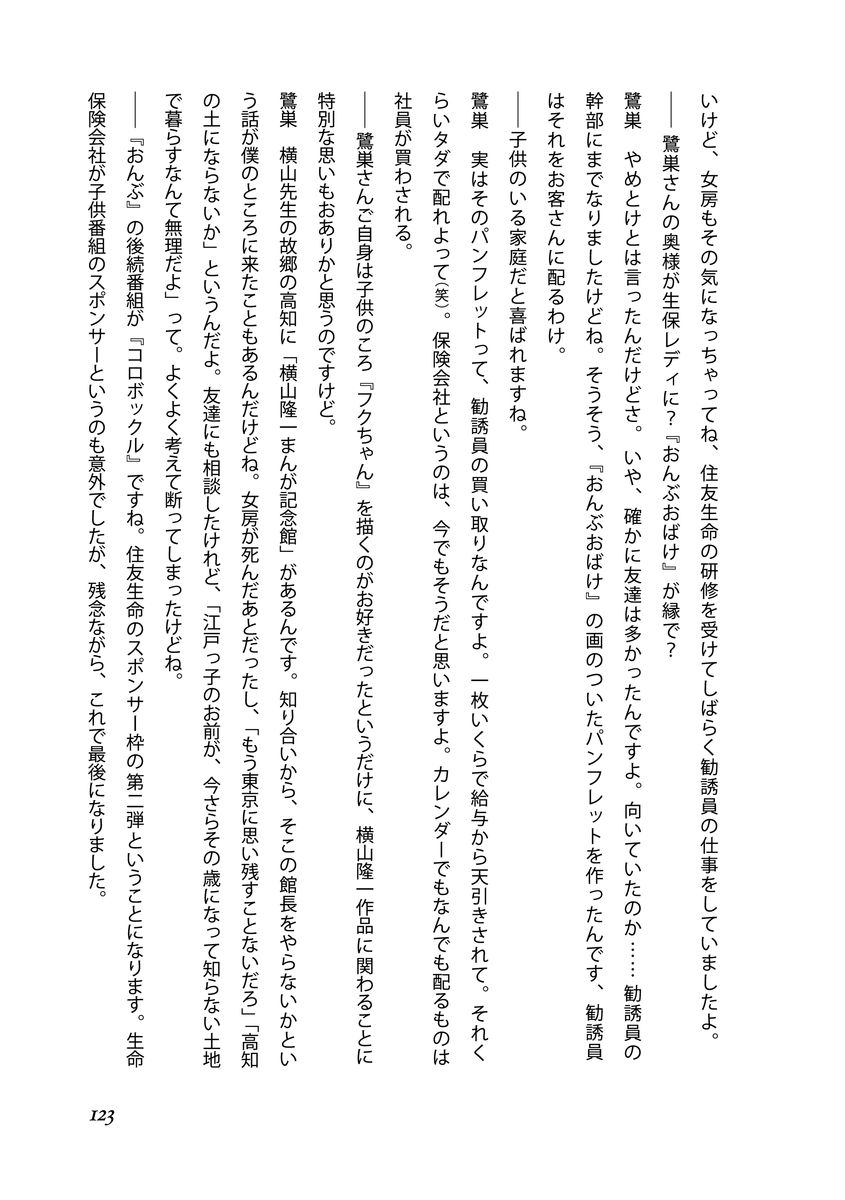 いけど、女房もその気になっちゃってね、住友生命の研修を受けてしばらく勧誘員の仕事をしていましたよ。
―― 鷺巣さんの奥様が生保レディに？『おんぶおばけ』が縁で？
鷺巣　やめとけとは言ったんだけどさ。いや、確かに友達は多かったんですよ。向いていたのか……勧誘員の
幹部にまでなりましたけどね。そうそう、『おんぶおばけ』の画のついたパンフレットを作ったんです、勧誘員
はそれをお客さんに配るわけ。
――子供のいる家庭だと喜ばれますね。
鷺巣　実はそのパンフレットって、勧誘員の買い取りなんですよ。一枚いくらで給与から天引きされて。それく
らいタダで配れよって（笑）。保険会社というのは、今でもそうだと思いますよ。カレンダーでもなんでも配るものは
社員が買わされる。
―― 鷺巣さんご自身は子供のころ『フクちゃん』を描くのがお好きだったというだけに、横山隆一作品に関わることに
特別な思いもおありかと思うのですけど。
鷺巣　横山先生の故郷の高知に「横山隆一まんが記念館」があるんです。知り合いから、そこの館長をやらないかとい
う話が僕のところに来たこともあるんだけどね。女房が死んだあとだったし、「もう東京に思い残すことないだろ」「高知
の土にならないか」というんだよ。友達にも相談したけれど、「江戸っ子のお前が、今さらその歳になって知らない土地
で暮らすなんて無理だよ」って。よくよく考えて断ってしまったけどね。
―― 『おんぶ』の後続番組が『コロボックル』ですね。住友生命のスポンサー枠の第二弾ということになります。生命
保険会社が子供番組のスポンサーというのも意外でしたが、残念ながら、これで最後になりました。
123